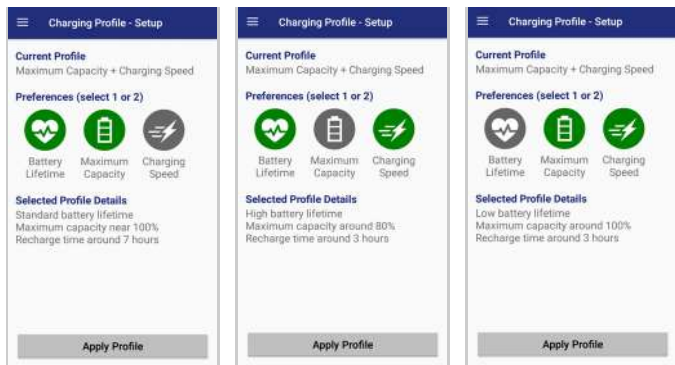 Charging Profile - Setup
Current Profile
Maximum Capacity + Charging Speed
Preferences (select 1 or 2)
Battery Lifetime
Maximum Capacity
Charging Speed
Selected Profile Details
Standard battery lifetime
Maximum capacity near 100%
Recharge time around 7 hours
Apply Profile
Charging Profile - Setup
Current Profile
Maximum Capacity + Charging Speed
Preferences (select 1 or 2)
Battery Lifetime
Maximum Capacity
Charging Speed
Selected Profile Details
High battery lifetime
Maximum capacity around 80%
Recharge time around 3 hours
Apply Profile
Charging Profile - Setup
Current Profile
Maximum Capacity + Charging Speed
Preferences (select 1 or 2)
Battery Lifetime
Maximum Capacity
Charging Speed
Selected Profile Details
Low battery lifetime
Maximum capacity around 100%
Recharge time around 3 hours
Apply Profile